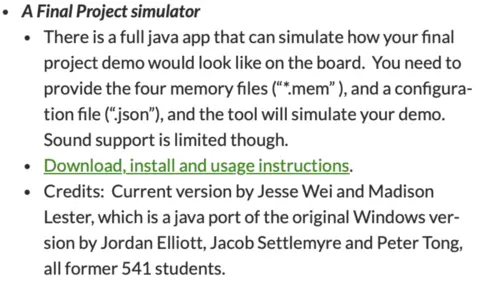 A Final Project simulator
There is a full java app that can simulate how your final
project demo would look like on the board.  You need to
provide the four memory files (“*.mem” ), and a configura-
tion file (“.json”), and the tool will simulate your demo.
Sound support is limited though.
Download, install and usage instructions.
Credits:  Current version by Jesse Wei and Madison
Lester, which is a java port of the original Windows ver-
sion by Jordan Elliott, Jacob Settlemyre and Peter Tong,
all former 541 students.